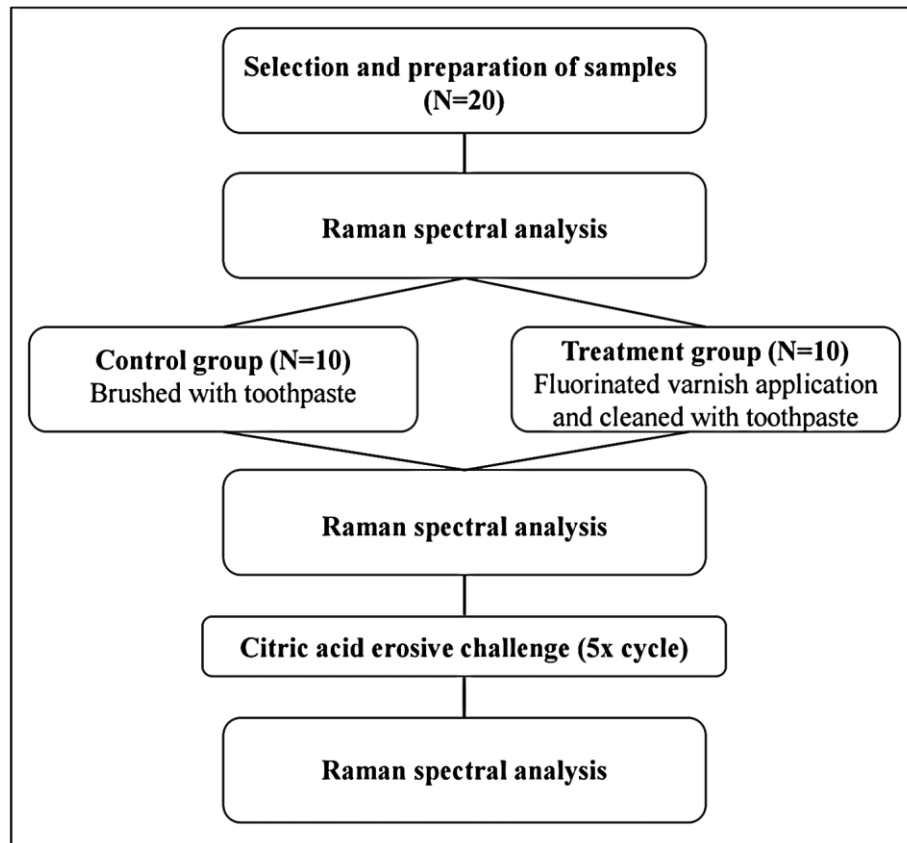 Selection and preparation of samples
(N=20)
Raman spectral analysis
Control group (N=10)
Brushed with toothpaste
Treatment group (N=10)
Fluorinated varnish application
and cleaned with toothpaste
Raman spectral analysis
Citric acid erosive challenge (5x cycle)
Raman spectral analysis